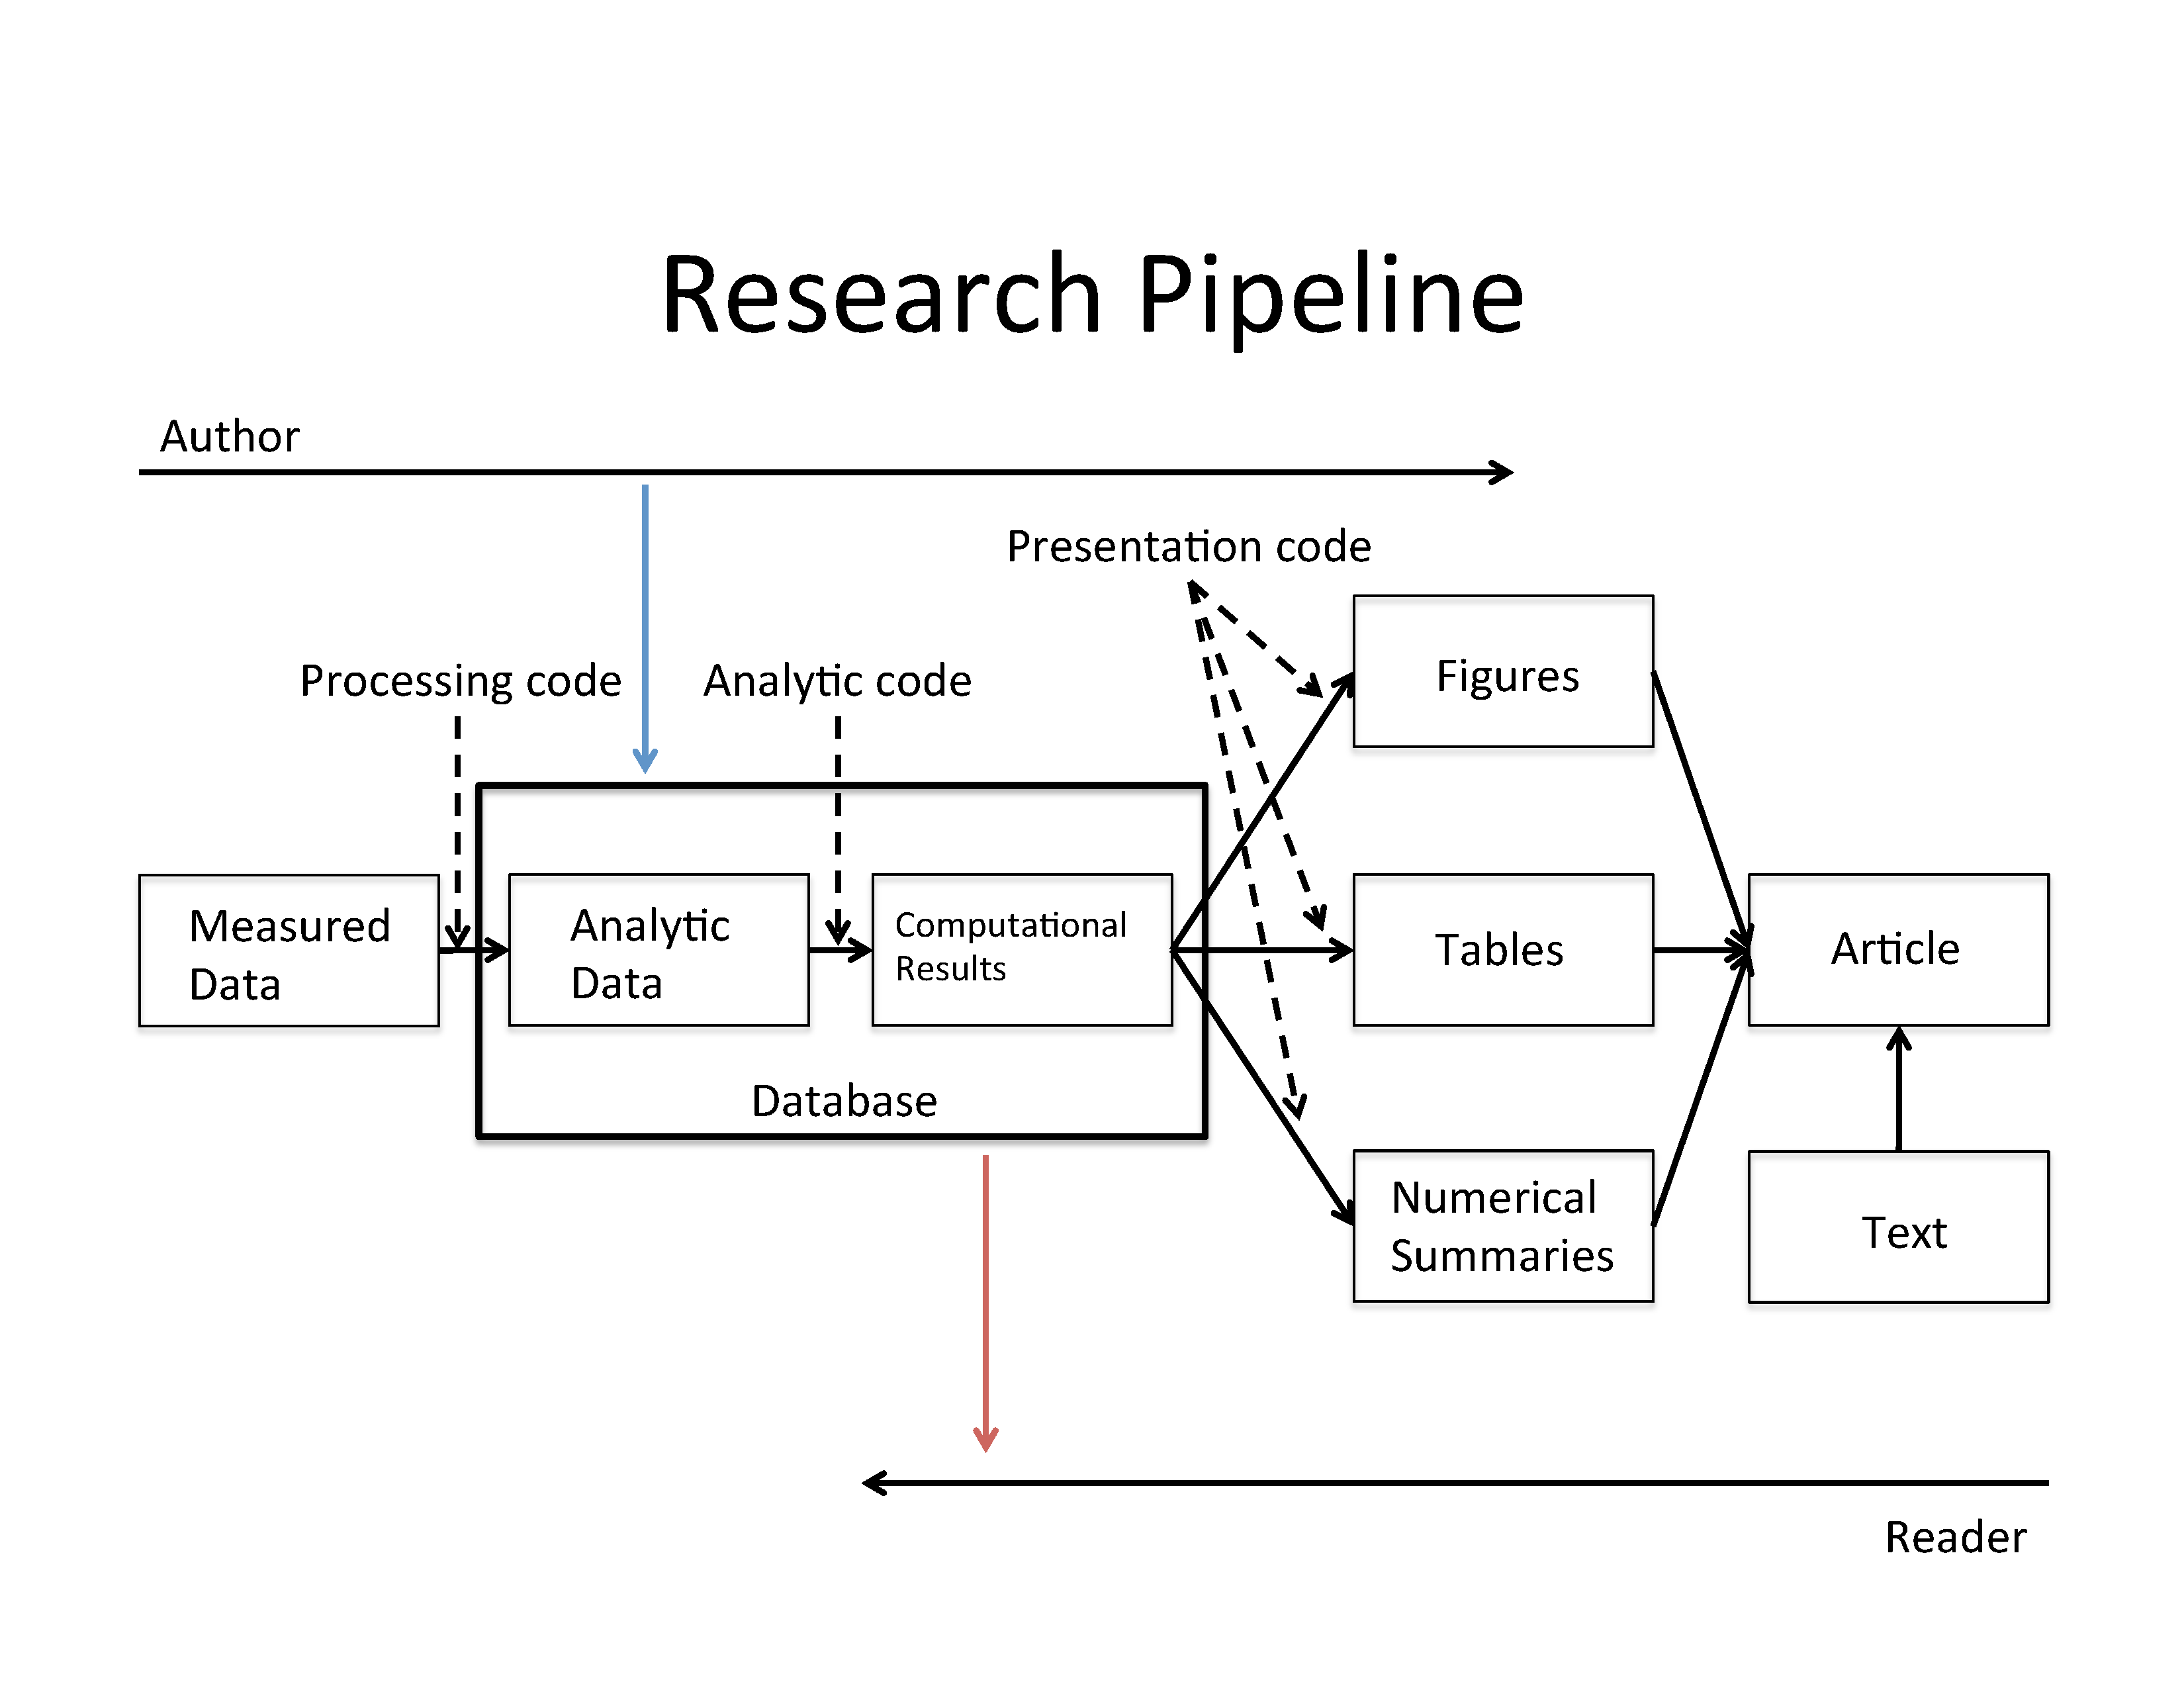 Research Pipeline
Author
Presentation code
Processing code
Analytic code
Figures
Measured
Data
Analytic
Data
Computational
Results
Tables
Article
Database
Numerical
Summaries
Text
Reader